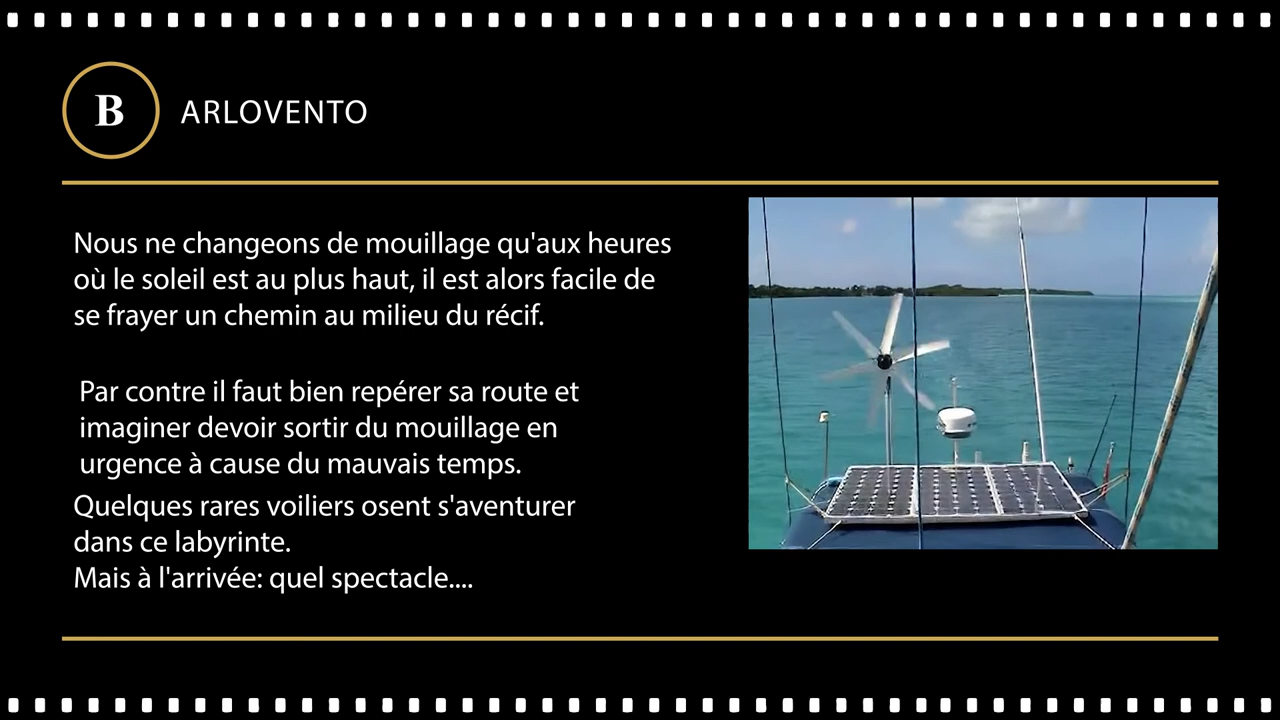 B ARLOVENTO
Nous ne changeons de mouillage qu'aux heures
où le soleil est au plus haut, il est alors facile de
se frayer un chemin au milieu du récif.
Par contre il faut bien repérer sa route et
imaginer devoir sortir du mouillage en
urgence à cause du mauvais temps.
Quelques rares voiliers osent s'aventurer
dans ce labyrinte.
Mais à l'arrivée: quel spectacle....